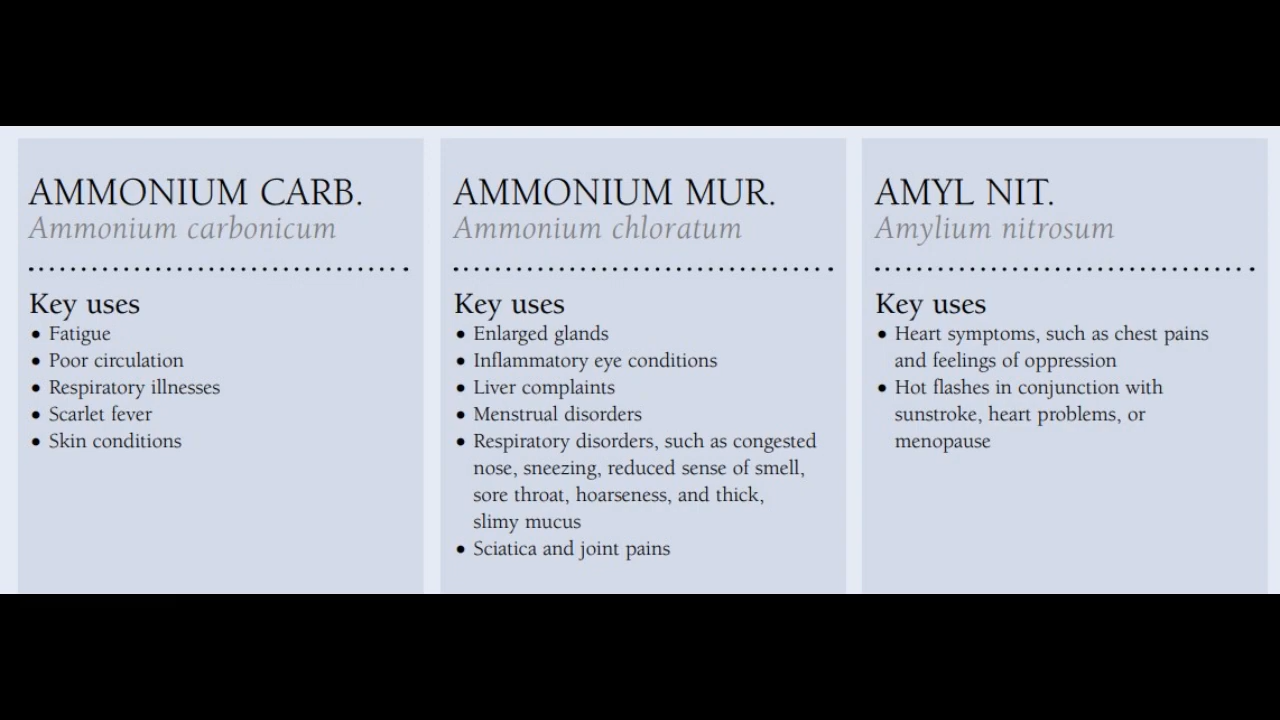 AMMONIUM CARB.
Ammonium carbonicum
Key uses
• Fatigue
• Poor circulation
• Respiratory illnesses
• Scarlet fever
• Skin conditions
AMMONIUM MUR.
Ammonium chloratum
Key uses
• Enlarged glands
• Inflammatory eye conditions
• Liver complaints
• Menstrual disorders
• Respiratory disorders, such as congested
nose, sneezing, reduced sense of smell,
sore throat, hoarseness, and thick,
slimy mucus
• Sciatica and joint pains
AMYL NIT.
Amylium nitrosum
Key uses
• Heart symptoms, such as chest pains
and feelings of oppression
• Hot flashes in conjunction with
sunstroke, heart problems, or
menopause